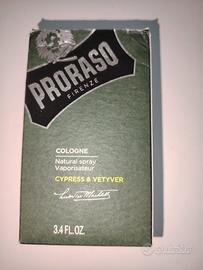 PRORASO
FIRENZE
COLOGNE
Natural spray
Vaporisateur
CYPRESS & VETYVER
3.4 FL.OZ.